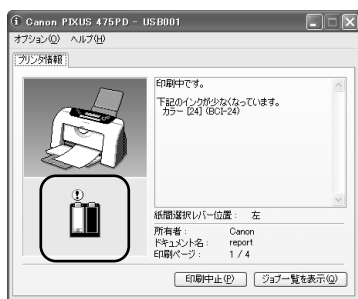 Canon PIXUS 475PD - USB001
オプション(O) ヘルプ(H)
プリンタ情報
印刷中です。
下記のインクが少なくなっています。
カラー [24] (BCI-24)
紙間選択レバー位置： 左
所有者： Canon
ドキュメント名： report
印刷ページ： 1 / 4
印刷中止(P) ジョブ一覧を表示(Q)